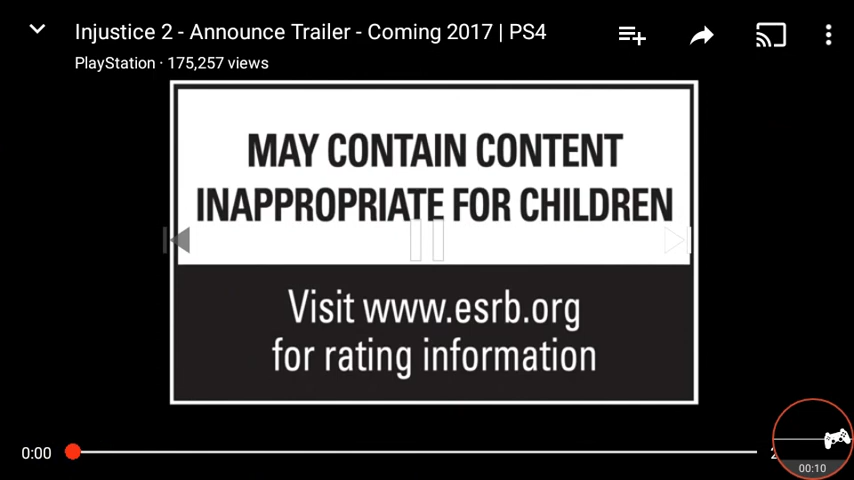 Injustice 2 - Announce Trailer - Coming 2017 | PS4
PlayStation · 175,257 views
MAY CONTAIN CONTENT
INAPPROPRIATE FOR CHILDREN
Visit www.esrb.org
for rating information
0:00
00:10